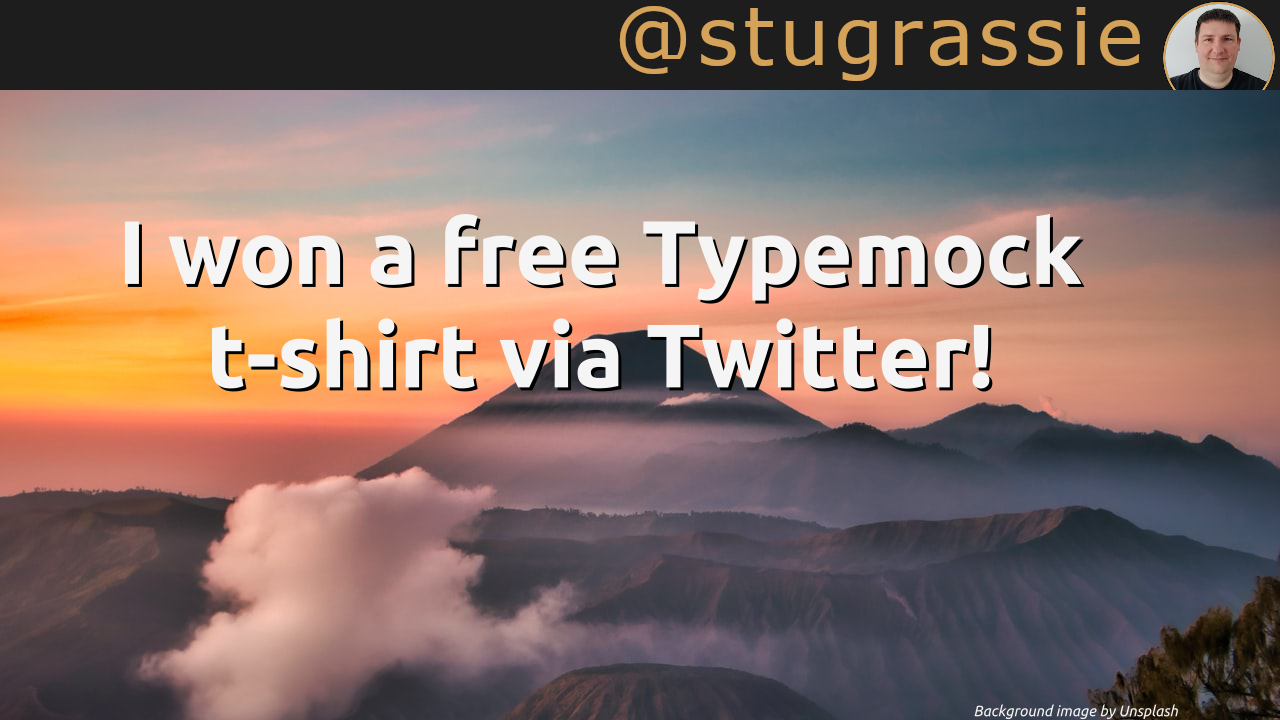 @stugrassie
I won a free Typemock
t-shirt via Twitter!
Background image by Unsplash